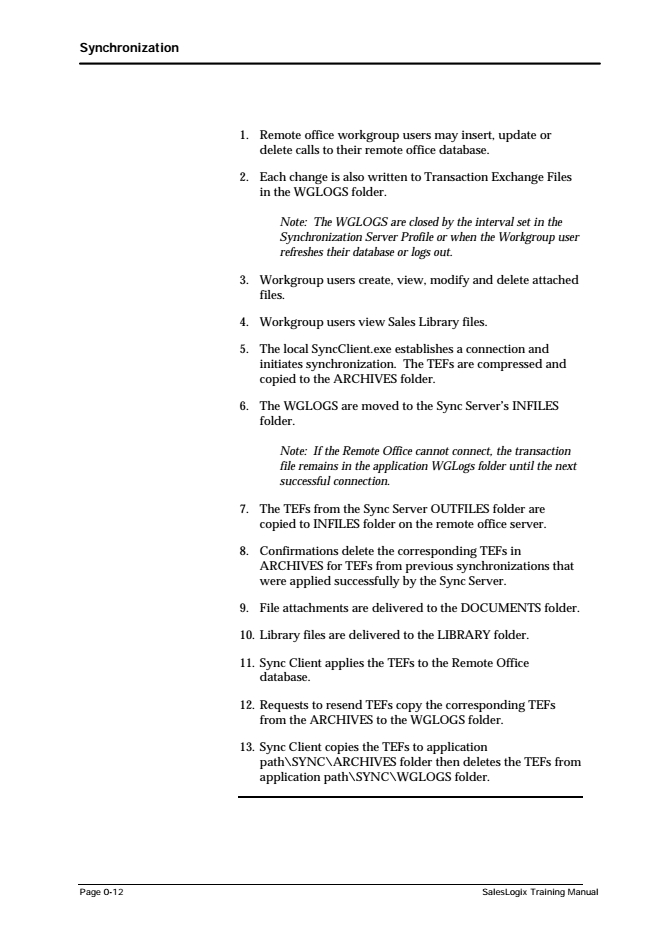 Synchronization
1. Remote office workgroup users may insert, update or
delete calls to their remote office database.
2. Each change is also written to Transaction Exchange Files
in the WGLOGS folder.
Note: The WGLOGS are closed by the interval set in the
Synchronization Server Profile or when the Workgroup user
refreshes their database or logs out.
3. Workgroup users create, view, modify and delete attached
files.
4. Workgroup users view Sales Library files.
5. The local SyncClient.exe establishes a connection and
initiates synchronization. The TEFs are compressed and
copied to the ARCHIVES folder.
6. The WGLOGS are moved to the Sync Server's INFILES
folder.
Note: If the Remote Office cannot connect, the transaction
file remains in the application WGLogs folder until the next
successful connection.
7. The TEFs from the Sync Server OUTFILES folder are
copied to INFILES folder on the remote office server.
8. Confirmations delete the corresponding TEFs in
ARCHIVES for TEFs from previous synchronizations that
were applied successfully by the Sync Server.
9. File attachments are delivered to the DOCUMENTS folder.
10. Library files are delivered to the LIBRARY folder.
11. Sync Client applies the TEFs to the Remote Office
database.
12. Requests to resend TEFs copy the corresponding TEFs
from the ARCHIVES to the WGLOGS folder.
13. Sync Client copies the TEFs to application
path\SYNC\ARCHIVES folder then deletes the TEFs from
application path\SYNC\WGLOGS folder.
Page 0-12
SalesLogix Training Manual